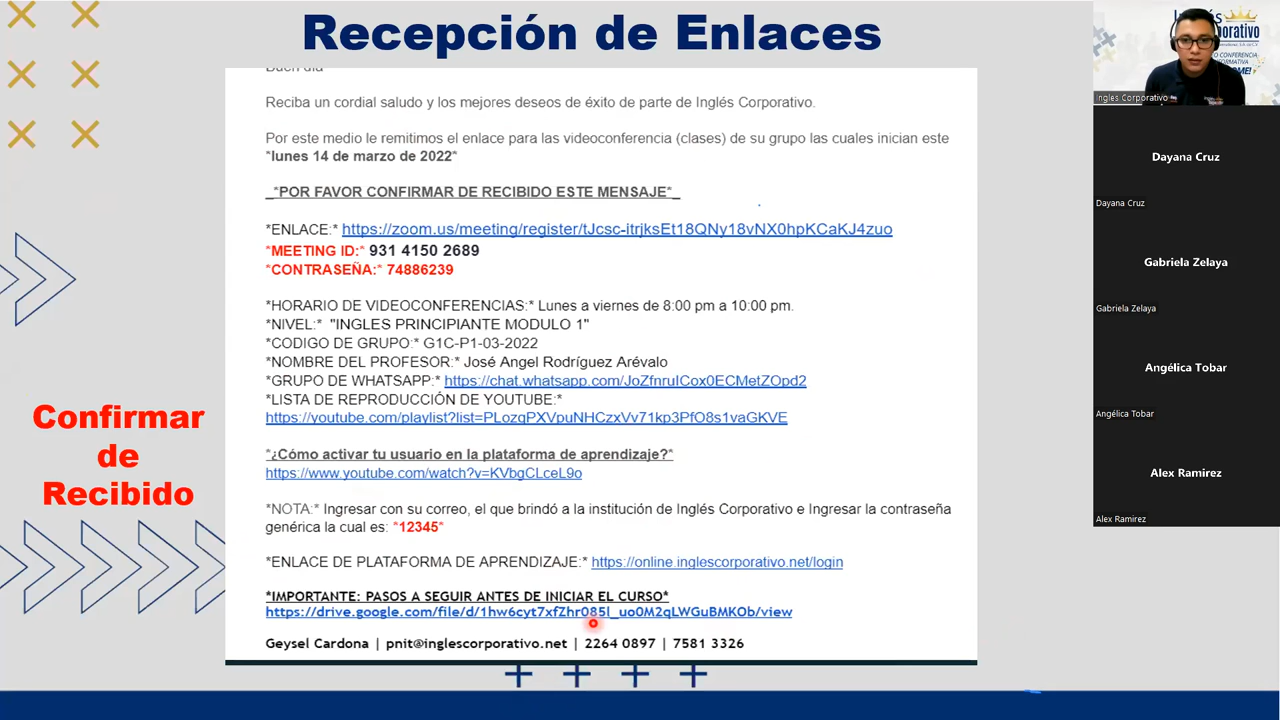 Recepción de Enlaces
Buen día
Reciba un cordial saludo y los mejores deseos de éxito de parte de Inglés Corporativo.
Por este medio le remitimos el enlace para las videoconferencia (clases) de su grupo las cuales inician este
*lunes 14 de marzo de 2022*
_*POR FAVOR CONFIRMAR DE RECIBIDO ESTE MENSAJE*_
*ENLACE:* https://zoom.us/meeting/register/tJcsc-itrjksEt18QNy18vNX0hpKCaKJ4zuo
*MEETING ID:* 931 4150 2689
*CONTRASEÑA:* 74886239
*HORARIO DE VIDEOCONFERENCIAS:* Lunes a viernes de 8:00 pm a 10:00 pm.
*NIVEL:* "INGLES PRINCIPIANTE MODULO 1"
*CODIGO DE GRUPO:* G1C-P1-03-2022
*NOMBRE DEL PROFESOR:* José Angel Rodríguez Arévalo
*GRUPO DE WHATSAPP:* https://chat.whatsapp.com/JoZfnruICox0ECMetZOpd2
*LISTA DE REPRODUCCIÓN DE YOUTUBE:*
https://youtube.com/playlist?list=PLozqPXVpuNHCzxVv71kp3PfO8s1vaGKVE
*¿Cómo activar tu usuario en la plataforma de aprendizaje?*
https://www.youtube.com/watch?v=KVbgCLceL9o
*NOTA:* Ingresar con su correo, el que brindó a la institución de Inglés Corporativo e Ingresar la contraseña
genérica la cual es: *12345*
*ENLACE DE PLATAFORMA DE APRENDIZAJE:* https://online.inglescorporativo.net/login
*IMPORTANTE: PASOS A SEGUIR ANTES DE INICIAR EL CURSO*
https://drive.google.com/file/d/1hw6cyt7xfZhr085l_uo0M2qLWGuBMKOb/view
Geysel Cardona | pnit@inglescorporativo.net | 2264 0897 | 7581 3326
Confirmar
de
Recibido
Ingles Corporativo
Dayana Cruz
Dayana Cruz
Gabriela Zelaya
Gabriela Zelaya
Angélica Tobar
Angélica Tobar
Alex Ramirez
Alex Ramirez